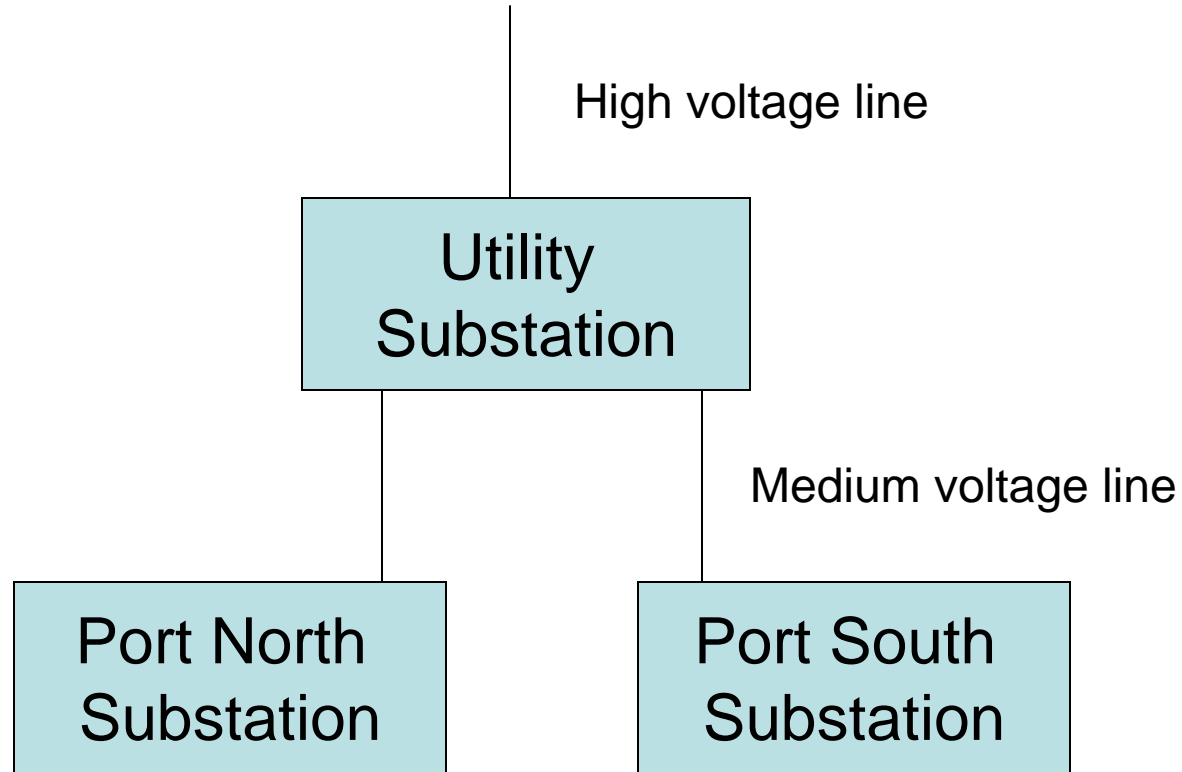 High voltage line
Utility
Substation
Medium voltage line
Port North
Substation
Port South
Substation